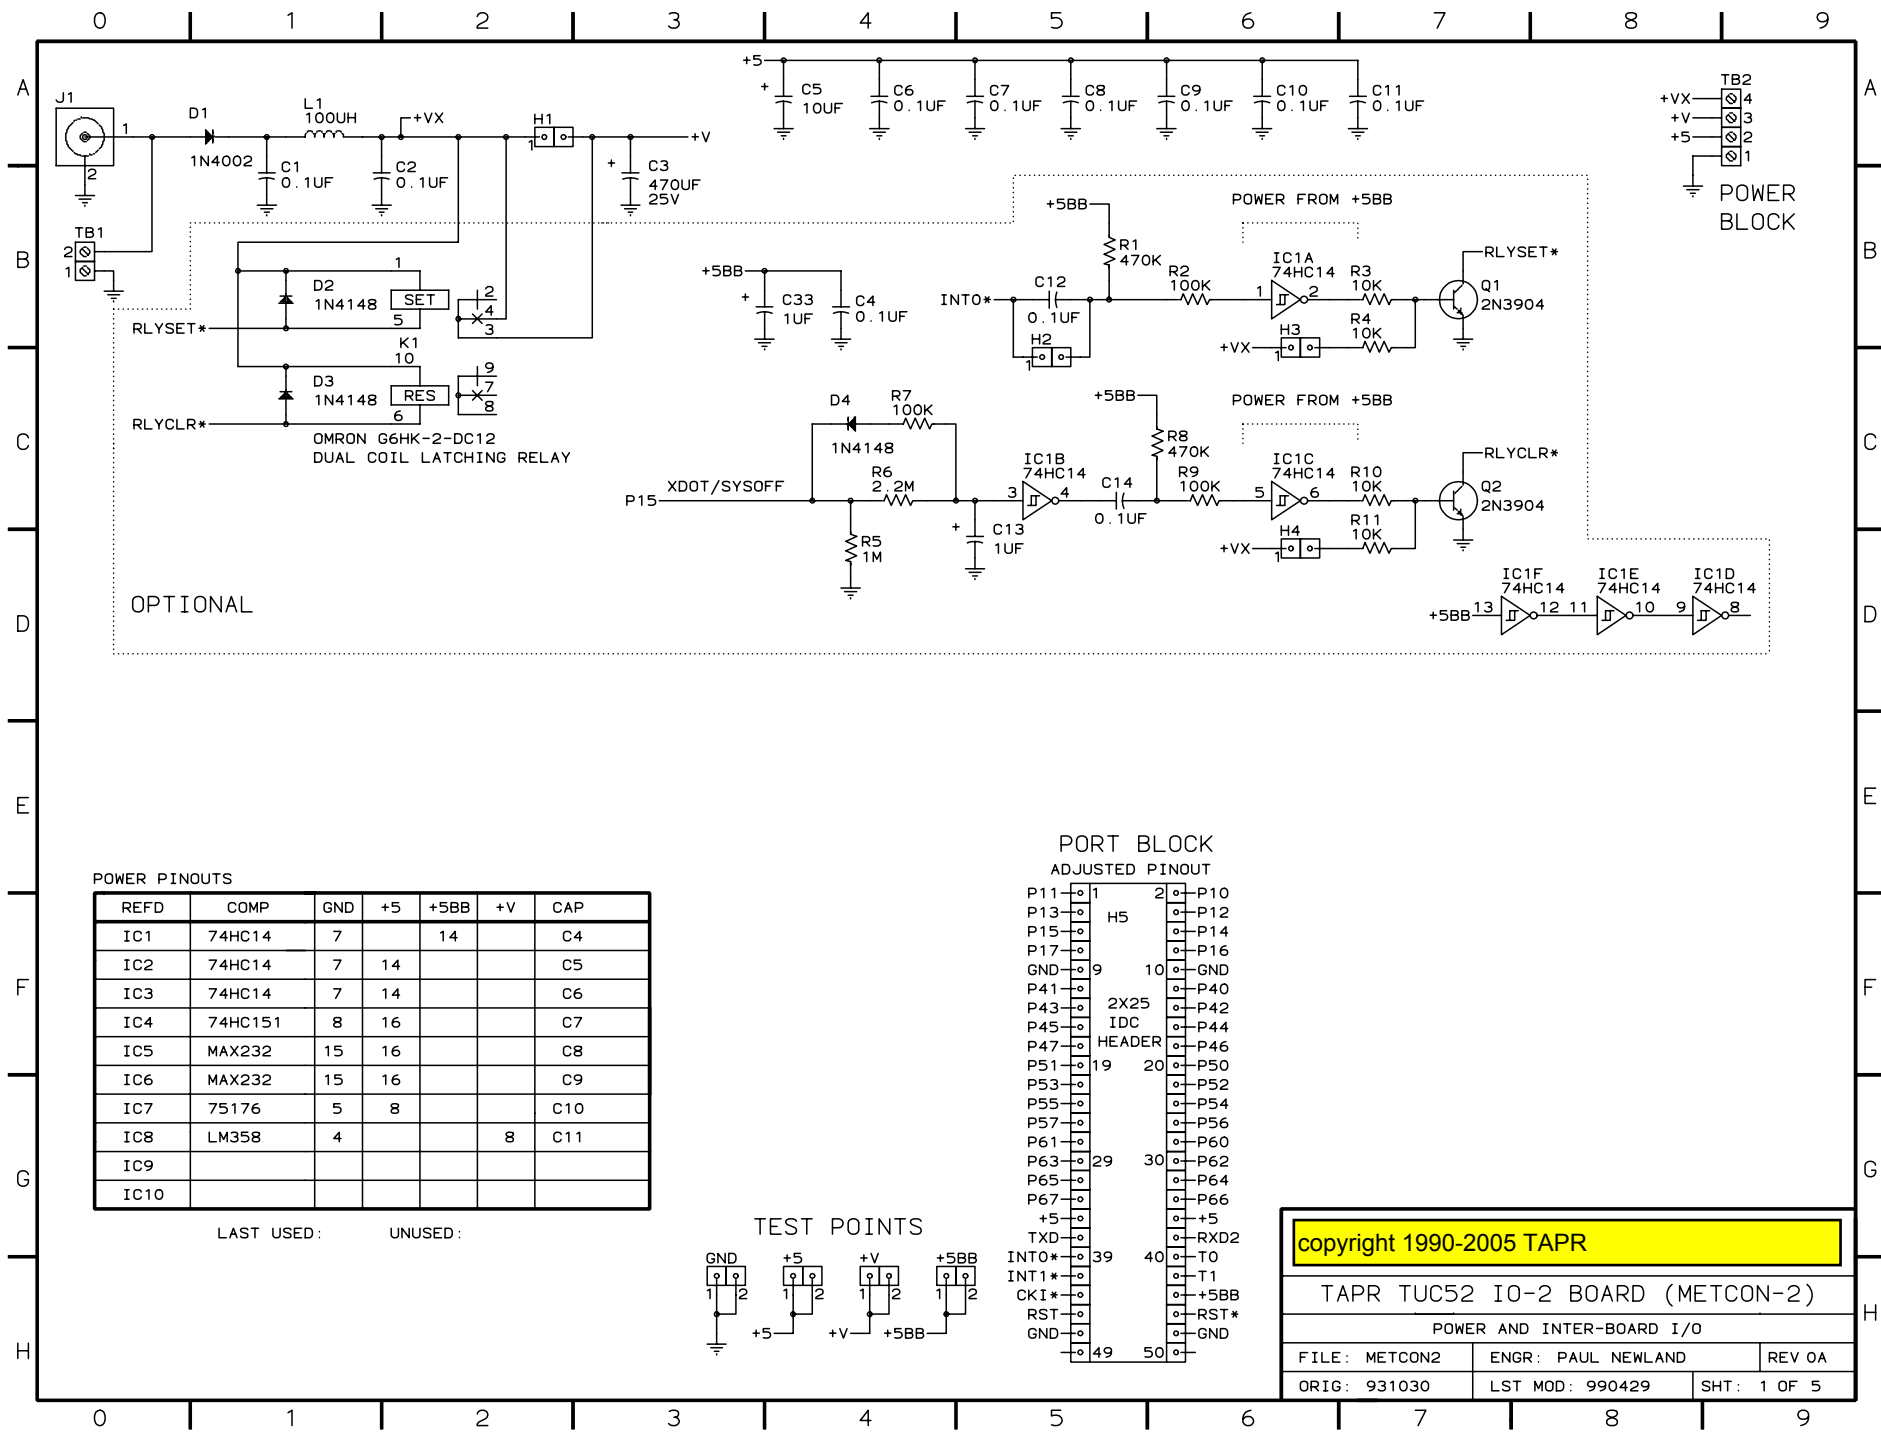 0 1 2 3 4 5 6 7 8 9
A A
B B
C C
D D
E E
F F
G G
H H
J1
1
2
D1
1N4002
L1
100UH
+VX
H1
1
+V
C1
0.1UF
C2
0.1UF
+ C3
470UF
25V
+5
+ C5
10UF
C6
0.1UF
C7
0.1UF
C8
0.1UF
C9
0.1UF
C10
0.1UF
C11
0.1UF
TB2
+VX 4
+V 3
+5 2
1
POWER
BLOCK
TB1
2
1
D2
1N4148
1
SET
5
2
4
3
RLYSET*
K1
10
D3
1N4148
RES
6
9
7
8
RLYCLR*
OMRON G6HK-2-DC12
DUAL COIL LATCHING RELAY
+5BB
+ C33
1UF
C4
0.1UF
+5BB
R1
470K
INT0*
C12
0.1UF
H2
1
R2
100K
POWER FROM +5BB
IC1A
74HC14
1 2
R3
10K
R4
10K
+VX
H3
1
RLYSET*
Q1
2N3904
D4
1N4148
R7
100K
R6
2.2M
P15 XDOT/SYSOFF
R5
1M
+ C13
1UF
IC1B
74HC14
3 4
C14
0.1UF
+5BB
R8
470K
R9
100K
POWER FROM +5BB
IC1C
74HC14
5 6
R10
10K
R11
10K
+VX
H4
1
RLYCLR*
Q2
2N3904
OPTIONAL
IC1F
74HC14
+5BB 13 12
IC1E
74HC14
11 10
IC1D
74HC14
9 8
POWER PINOUTS
REFD COMP GND +5 +5BB +V CAP
IC1 74HC14 7 14 C4
IC2 74HC14 7 14 C5
IC3 74HC14 7 14 C6
IC4 74HC151 8 16 C7
IC5 MAX232 15 16 C8
IC6 MAX232 15 16 C9
IC7 75176 5 8 C10
IC8 LM358 4 8 C11
IC9
IC10
LAST USED: UNUSED:
TEST POINTS
GND +5 +V +5BB
1 2 1 2 1 2 1 2
+5 +V +5BB
PORT BLOCK
ADJUSTED PINOUT
P11 1 2 P10
P13 H5 P12
P15 P14
P17 P16
GND 9 10 GND
P41 P40
P43 2X25 P42
P45 IDC P44
P47 HEADER P46
P51 19 20 P50
P53 P52
P55 P54
P57 P56
P61 P60
P63 29 30 P62
P65 P64
P67 P66
+5 +5
TXD RXD2
INT0* 39 40 T0
INT1* T1
CKI* +5BB
RST RST*
GND GND
49 50
copyright 1990-2005 TAPR
TAPR TUC52 IO-2 BOARD (METCON-2)
POWER AND INTER-BOARD I/O
FILE: METCON2 ENGR: PAUL NEWLAND REV 0A
ORIG: 931030 LST MOD: 990429 SHT: 1 OF 5
0 1 2 3 4 5 6 7 8 9